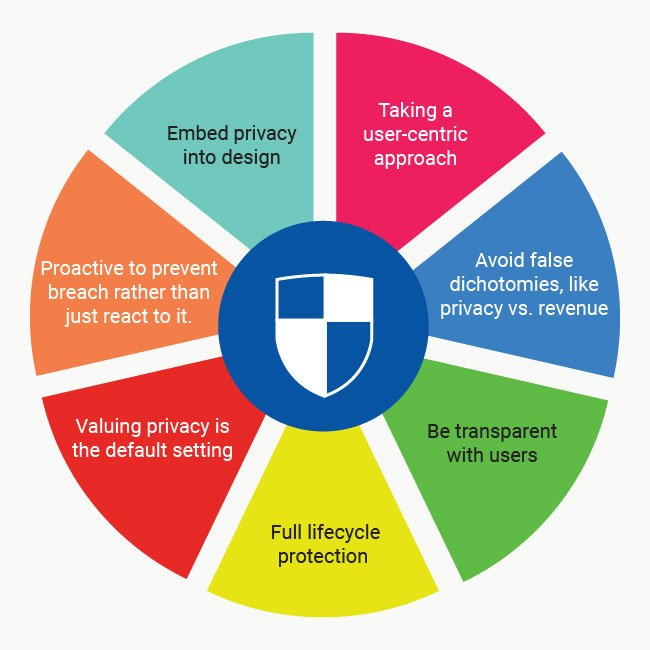 Taking a
user-centric
approach
Avoid false
dichotomies, like
privacy vs. revenue
Be transparent
with users
Full lifecycle
protection
Valuing privacy is
the default setting
Proactive to prevent
breach rather than
just react to it.
Embed privacy
into design